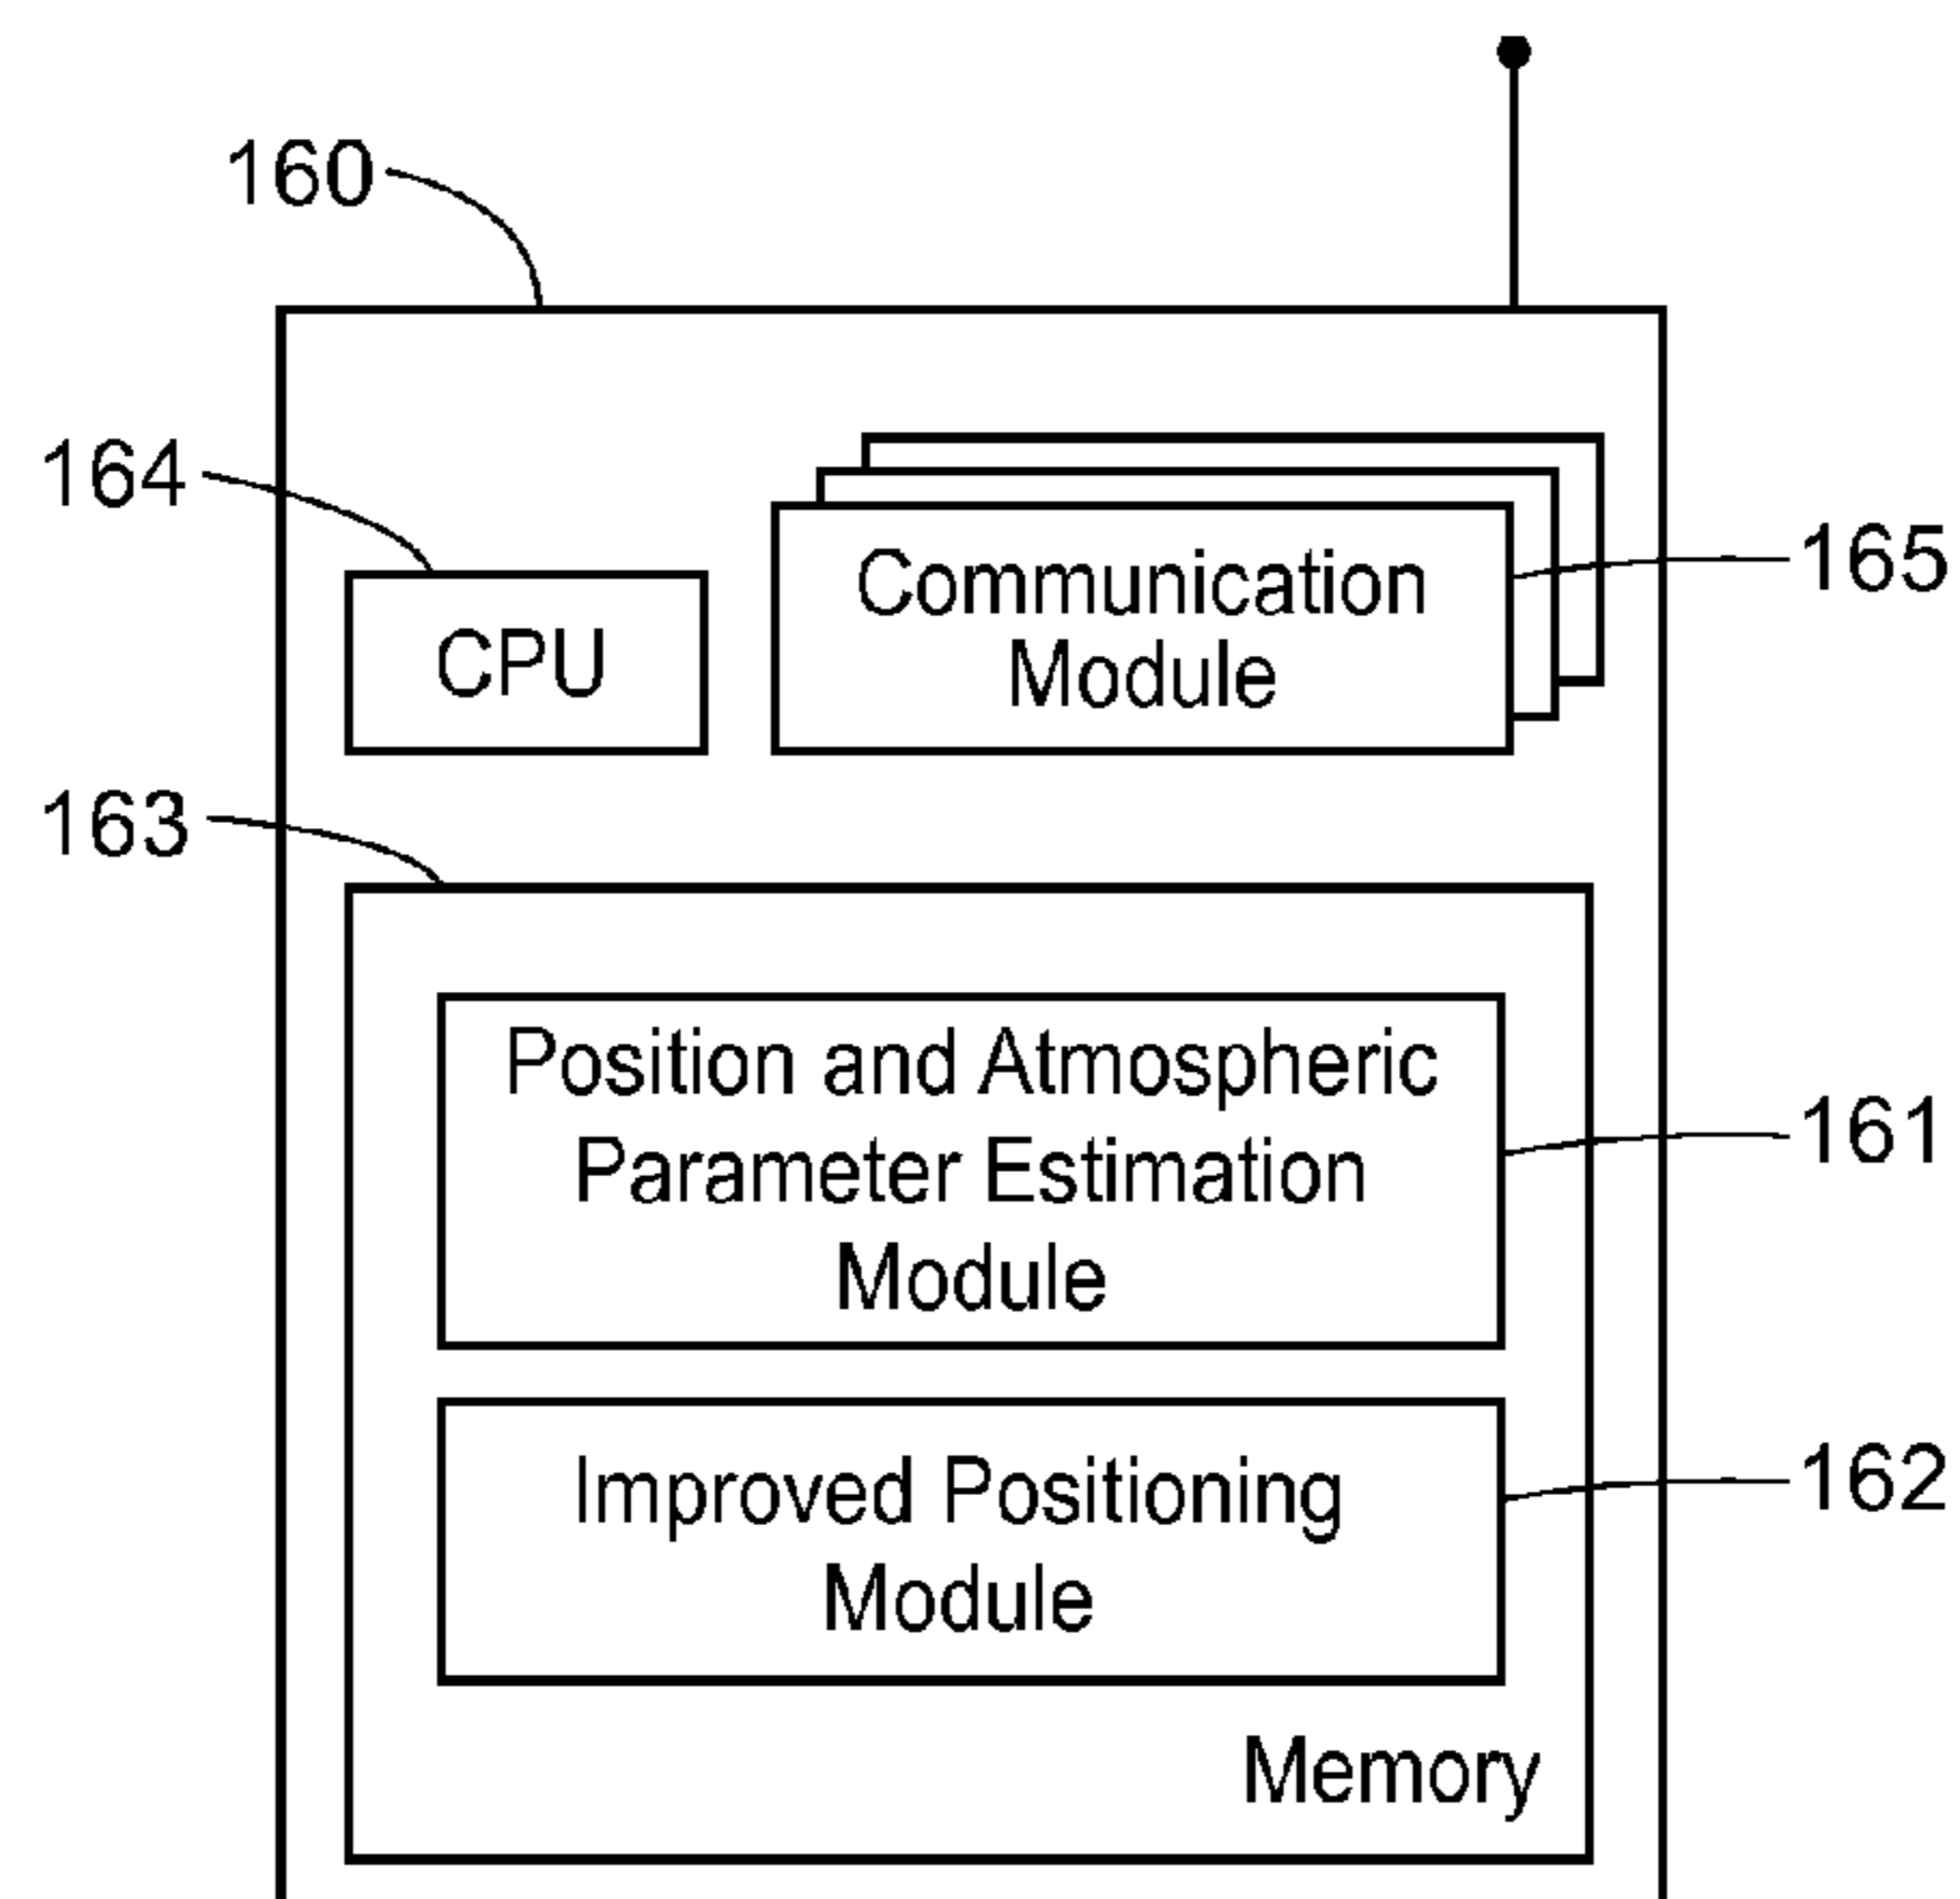 160
164
CPU
Communication
Module
165
163
Position and Atmospheric
Parameter Estimation
Module
161
Improved Positioning
Module
162
Memory